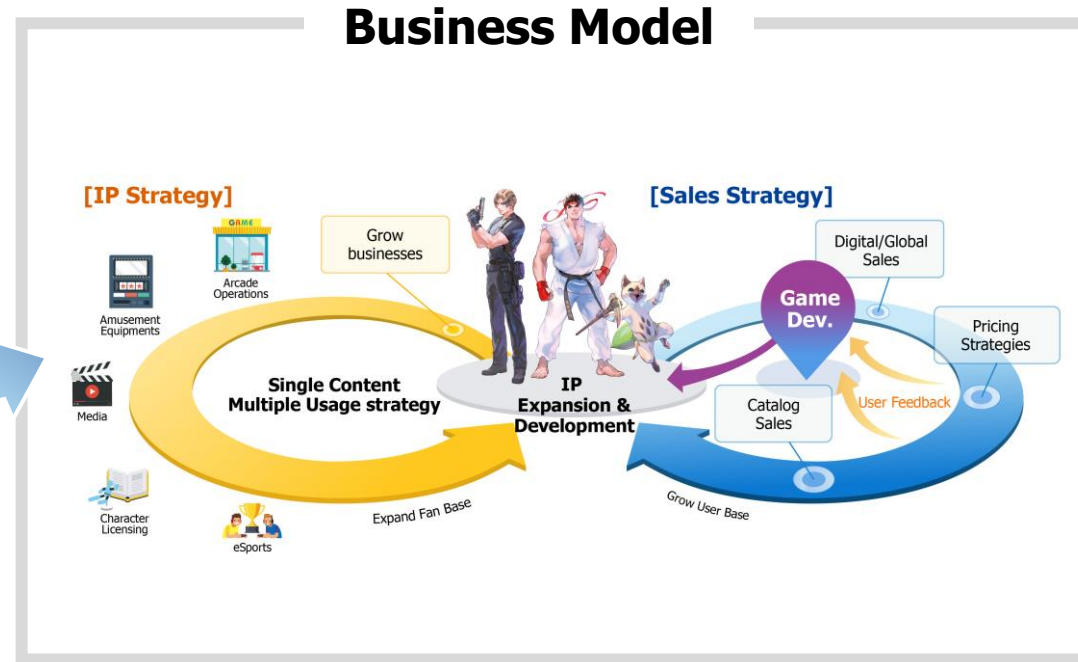 Business Model
[IP Strategy]
[Sales Strategy]
GAME
Arcade
Operations
Grow
businesses
Digital/Global
Sales
Amusement
Equipments
Game
Dev.
Pricing
Strategies
Media
Single Content
Multiple Usage strategy
IP
Expansion &
Development
Catalog
Sales
User Feedback
Character
Licensing
eSports
Expand Fan Base
Grow User Base